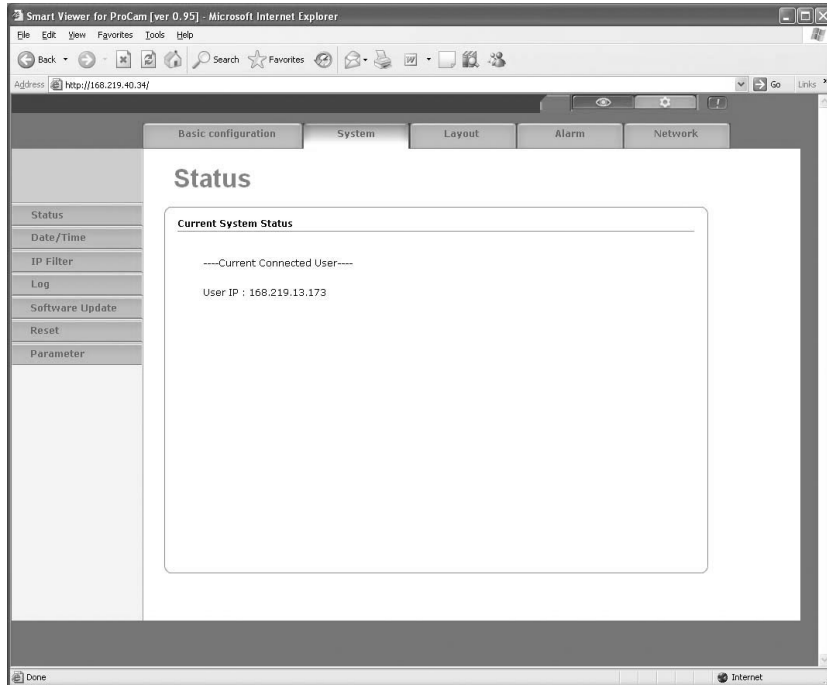 Smart Viewer for ProCam [ver 0.95] - Microsoft Internet Explorer
File Edit View Favorites Tools Help
Back Search Favorites
Address http://168.219.40.34/ Go Links »
Basic configuration System Layout Alarm Network
Status
Status
Date/Time
IP Filter
Log
Software Update
Reset
Parameter
Current System Status
----Current Connected User----
User IP : 168.219.13.173
Done Internet